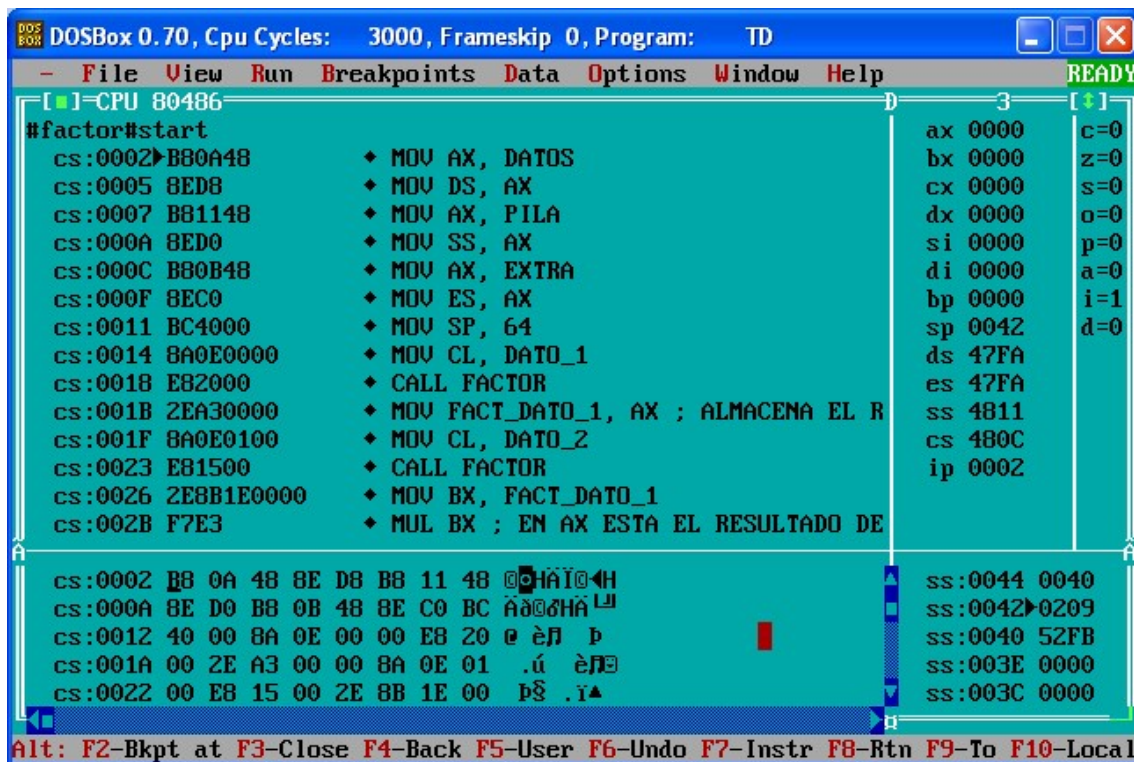 DOSBox 0.70, Cpu Cycles: 3000, Frameskip 0, Program: TD
- File View Run Breakpoints Data Options Window Help READY
[■]=CPU 80486 D 3 [↕]
#factor#start ax 0000 c=0
cs:0002►B80A48 ♦ MOV AX, DATOS bx 0000 z=0
cs:0005 8ED8 ♦ MOV DS, AX cx 0000 s=0
cs:0007 B81148 ♦ MOV AX, PILA dx 0000 o=0
cs:000A 8ED0 ♦ MOV SS, AX si 0000 p=0
cs:000C B80B48 ♦ MOV AX, EXTRA di 0000 a=0
cs:000F 8EC0 ♦ MOV ES, AX bp 0000 i=1
cs:0011 BC4000 ♦ MOV SP, 64 sp 0042 d=0
cs:0014 8A0E0000 ♦ MOV CL, DATO_1 ds 47FA
cs:0018 E82000 ♦ CALL FACTOR es 47FA
cs:001B 2EA30000 ♦ MOV FACT_DATO_1, AX ; ALMACENA EL R ss 4811
cs:001F 8A0E0100 ♦ MOV CL, DATO_2 cs 480C
cs:0023 E81500 ♦ CALL FACTOR ip 0002
cs:0026 2E8B1E0000 ♦ MOV BX, FACT_DATO_1
cs:002B F7E3 ♦ MUL BX ; EN AX ESTA EL RESULTADO DE
cs:0002 B8 0A 48 8E D8 B8 11 48 ©◙HÄÏ©◄H ss:0044 0040
cs:000A 8E D0 B8 0B 48 8E C0 BC Äð©♂HÄ└╝ ss:0042►0209
cs:0012 40 00 8A 0E 00 00 E8 20 @ è♫ Þ ss:0040 52FB
cs:001A 00 2E A3 00 00 8A 0E 01 .ú è♫☺ ss:003E 0000
cs:0022 00 E8 15 00 2E 8B 1E 00 Þ§ .ï▲ ss:003C 0000
Alt: F2-Bkpt at F3-Close F4-Back F5-User F6-Undo F7-Instr F8-Rtn F9-To F10-Local